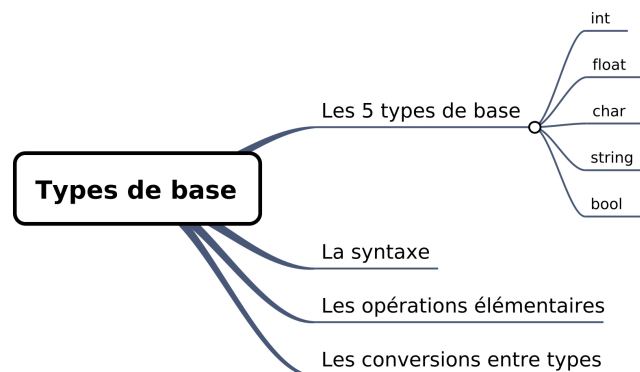 Types de base
Les 5 types de base
int
float
char
string
bool
La syntaxe
Les opérations élémentaires
Les conversions entre types